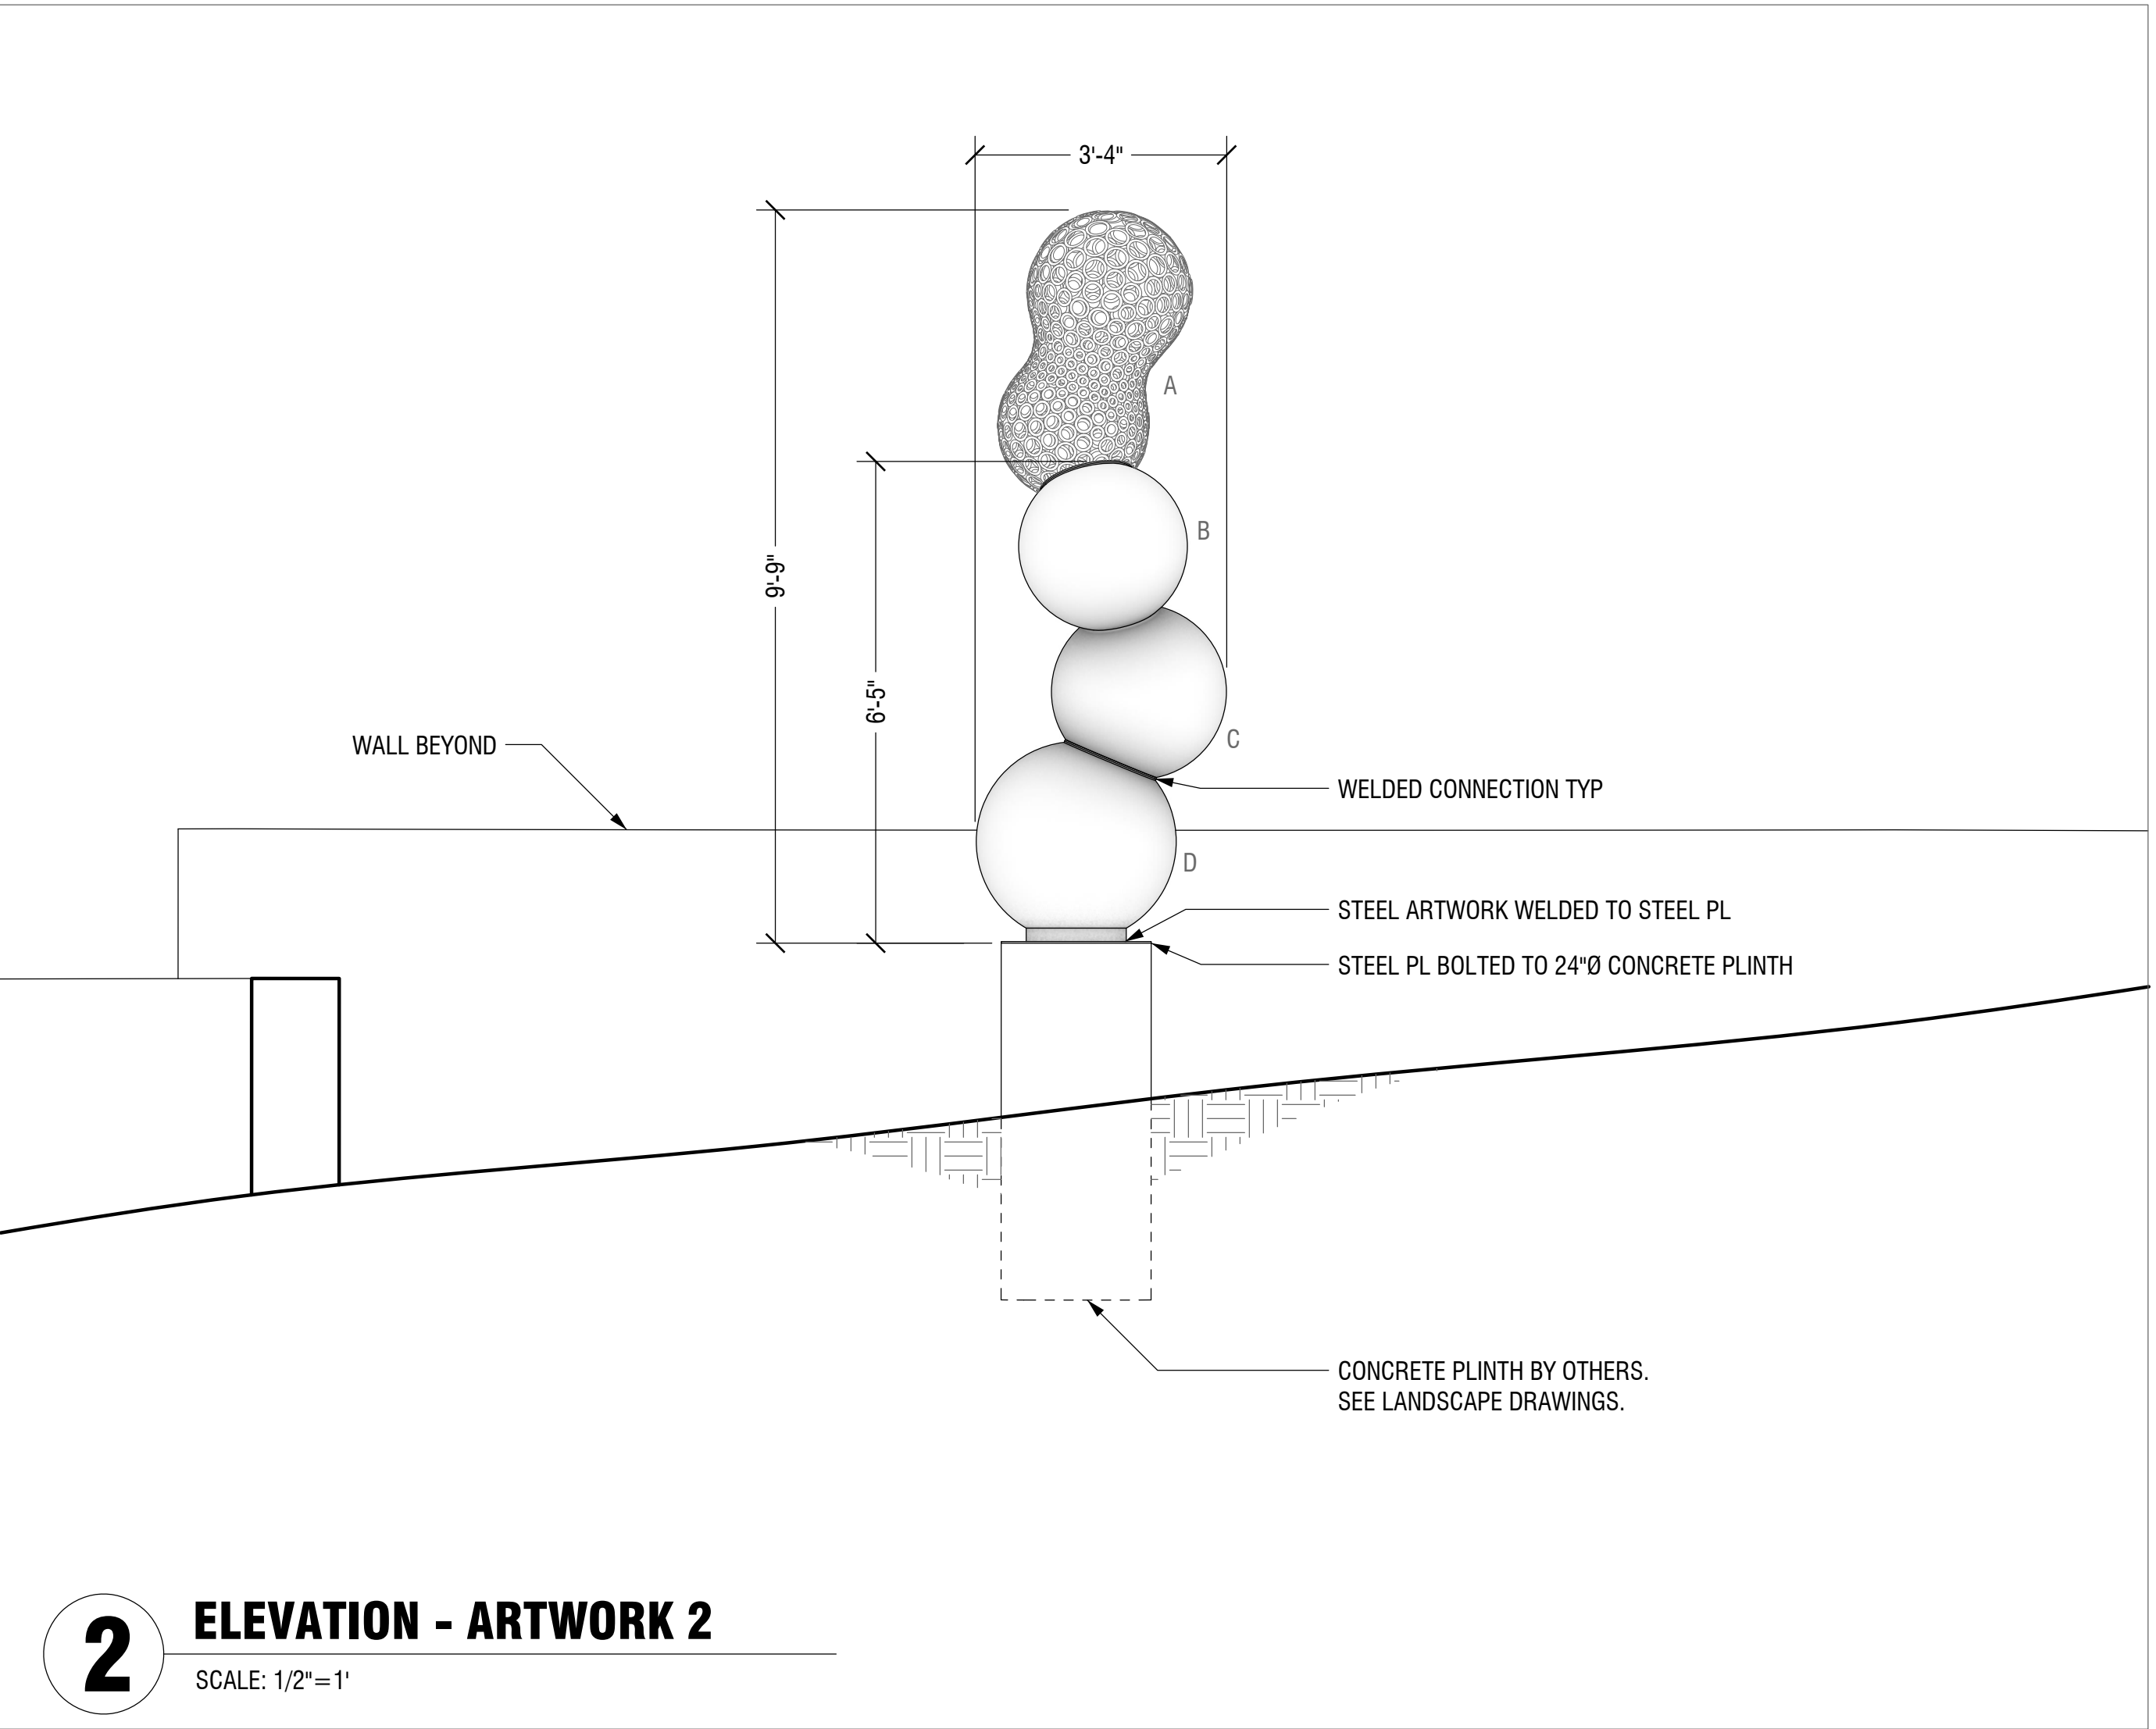 3'-4"
A
B
9'-9"
6'-5"
C
WALL BEYOND
WELDED CONNECTION TYP
D
STEEL ARTWORK WELDED TO STEEL PL
STEEL PL BOLTED TO 24"Ø CONCRETE PLINTH
CONCRETE PLINTH BY OTHERS.
SEE LANDSCAPE DRAWINGS.
2
ELEVATION - ARTWORK 2
SCALE: 1/2"=1'